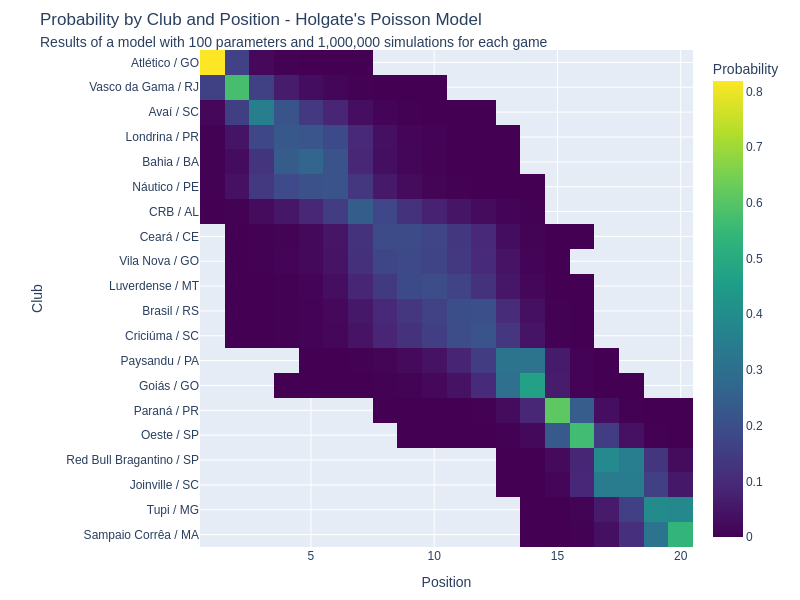 Probability by Club and Position - Holgate's Poisson Model
Results of a model with 100 parameters and 1,000,000 simulations for each game
Probability
Atlético / GO
Vasco da Gama / RJ
Avaí / SC
Londrina / PR
Bahia / BA
Náutico / PE
CRB / AL
Ceará / CE
Vila Nova / GO
Luverdense / MT
Brasil / RS
Criciúma / SC
Paysandu / PA
Goiás / GO
Paraná / PR
Oeste / SP
Red Bull Bragantino / SP
Joinville / SC
Tupi / MG
Sampaio Corrêa / MA
Club
5
10
15
20
Position
0.8
0.7
0.6
0.5
0.4
0.3
0.2
0.1
0